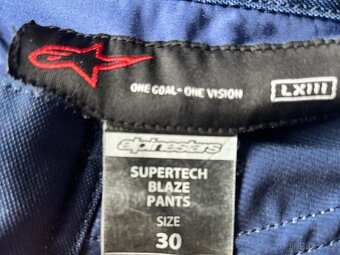 ONE GOAL - ONE VISION
LXIII
alpinestars
SUPERTECH
BLAZE
PANTS
SIZE
30